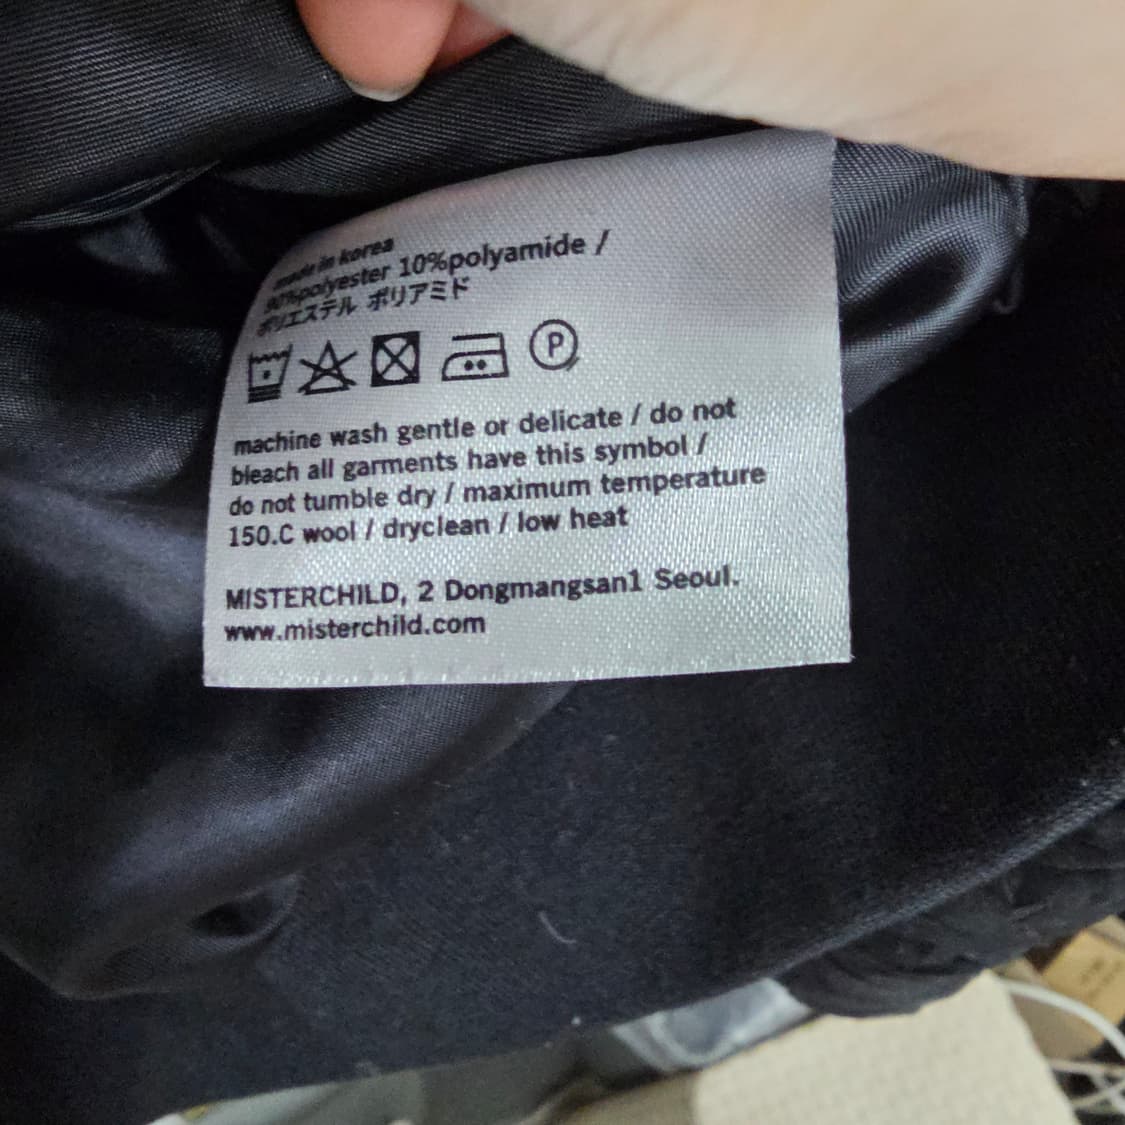 made in korea
90%polyester 10%polyamide /
ポリエステル ポリアミド
P
machine wash gentle or delicate / do not
bleach all garments have this symbol /
do not tumble dry / maximum temperature
150.C wool / dryclean / low heat
MISTERCHILD, 2 Dongmangsan1 Seoul.
www.misterchild.com